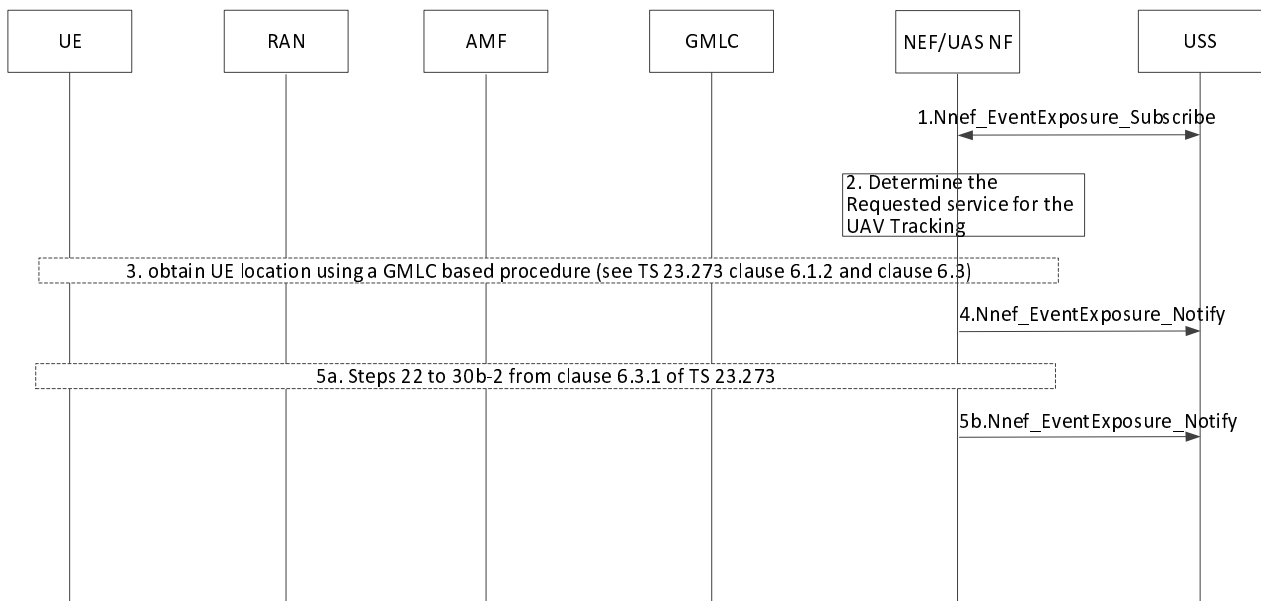 UE
RAN
AMF
GMLC
NEF/UAS NF
USS
1.Nnef_EventExposure_Subscribe
2. Determine the
Requested service for the
UAV Tracking
3. obtain UE location using a GMLC based procedure (see TS 23.273 clause 6.1.2 and clause 6.3)
4.Nnef_EventExposure_Notify
5a. Steps 22 to 30b-2 from clause 6.3.1 of TS 23.273
5b.Nnef_EventExposure_Notify